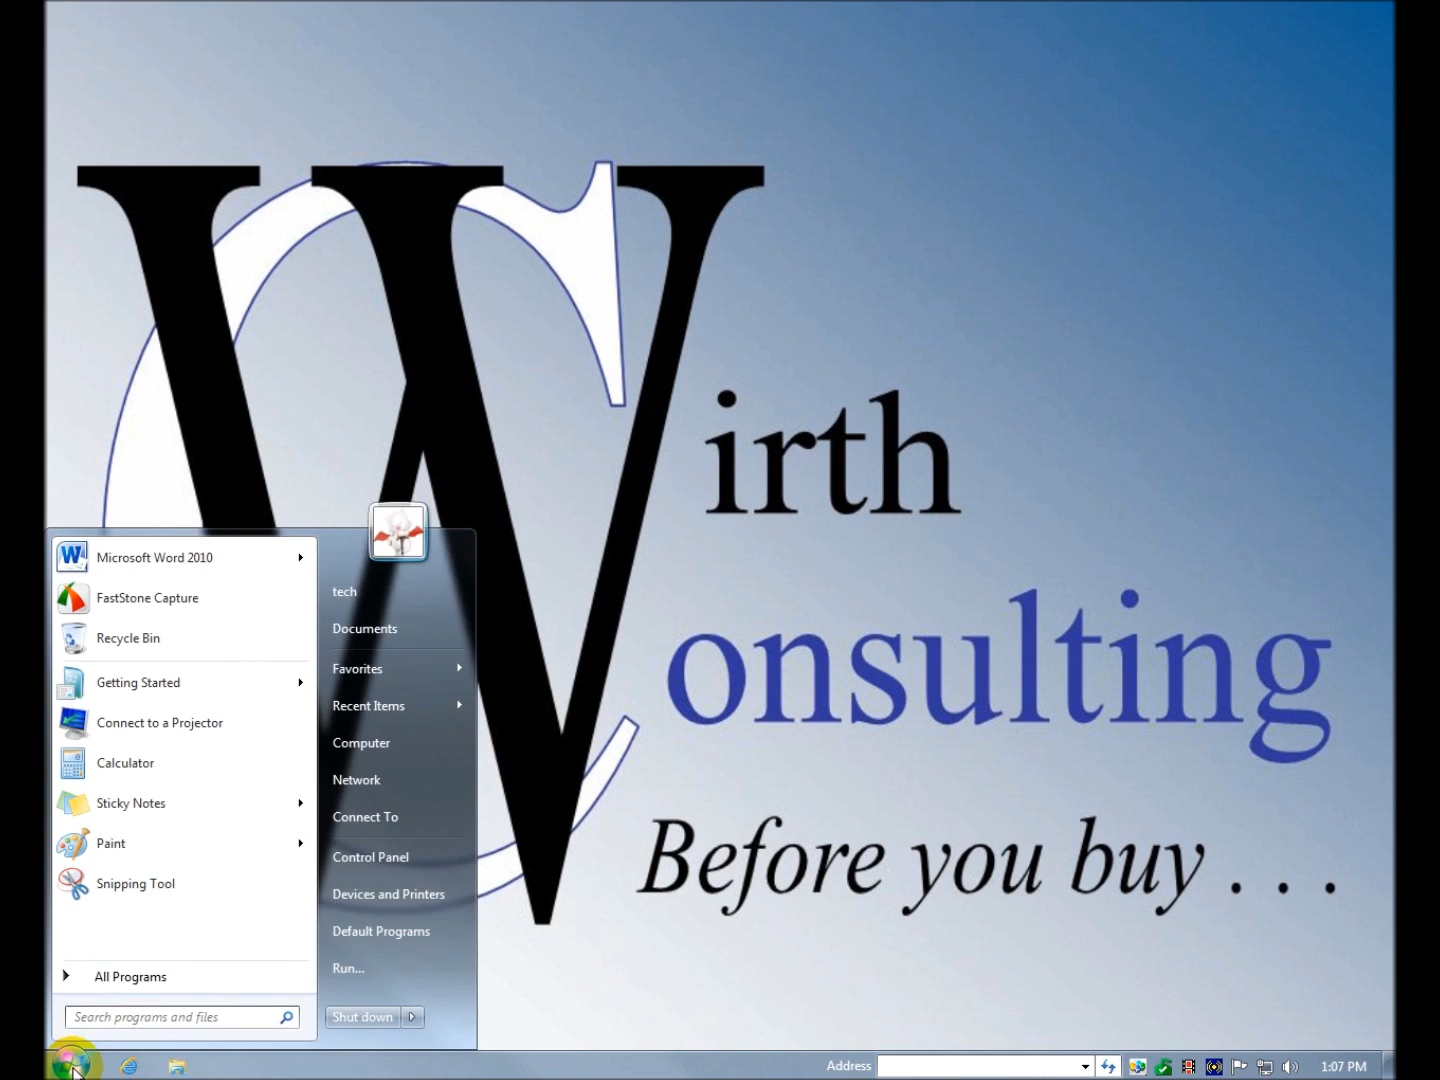 Wirth
Consulting
Before you buy . . .
Microsoft Word 2010
FastStone Capture
Recycle Bin
Getting Started
Connect to a Projector
Calculator
Sticky Notes
Paint
Snipping Tool
All Programs
Search programs and files
tech
Documents
Favorites
Recent Items
Computer
Network
Connect To
Control Panel
Devices and Printers
Default Programs
Run...
Shut down
Address
1:07 PM